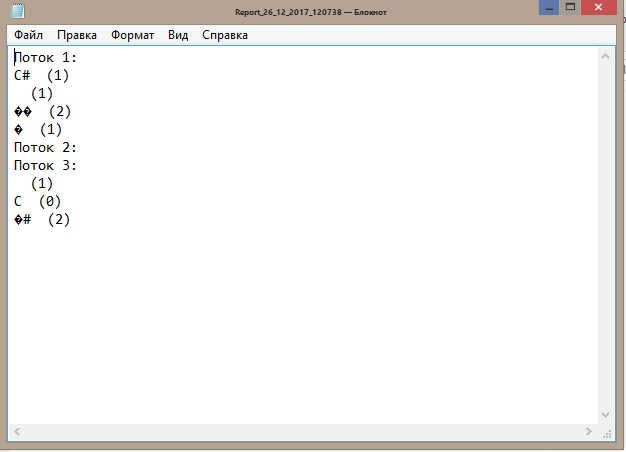 Report_26_12_2017_120738 — Блокнот
Файл Правка Формат Вид Справка
Поток 1:
C# (1)
(1)
�� (2)
� (1)
Поток 2:
Поток 3:
(1)
C (0)
�# (2)